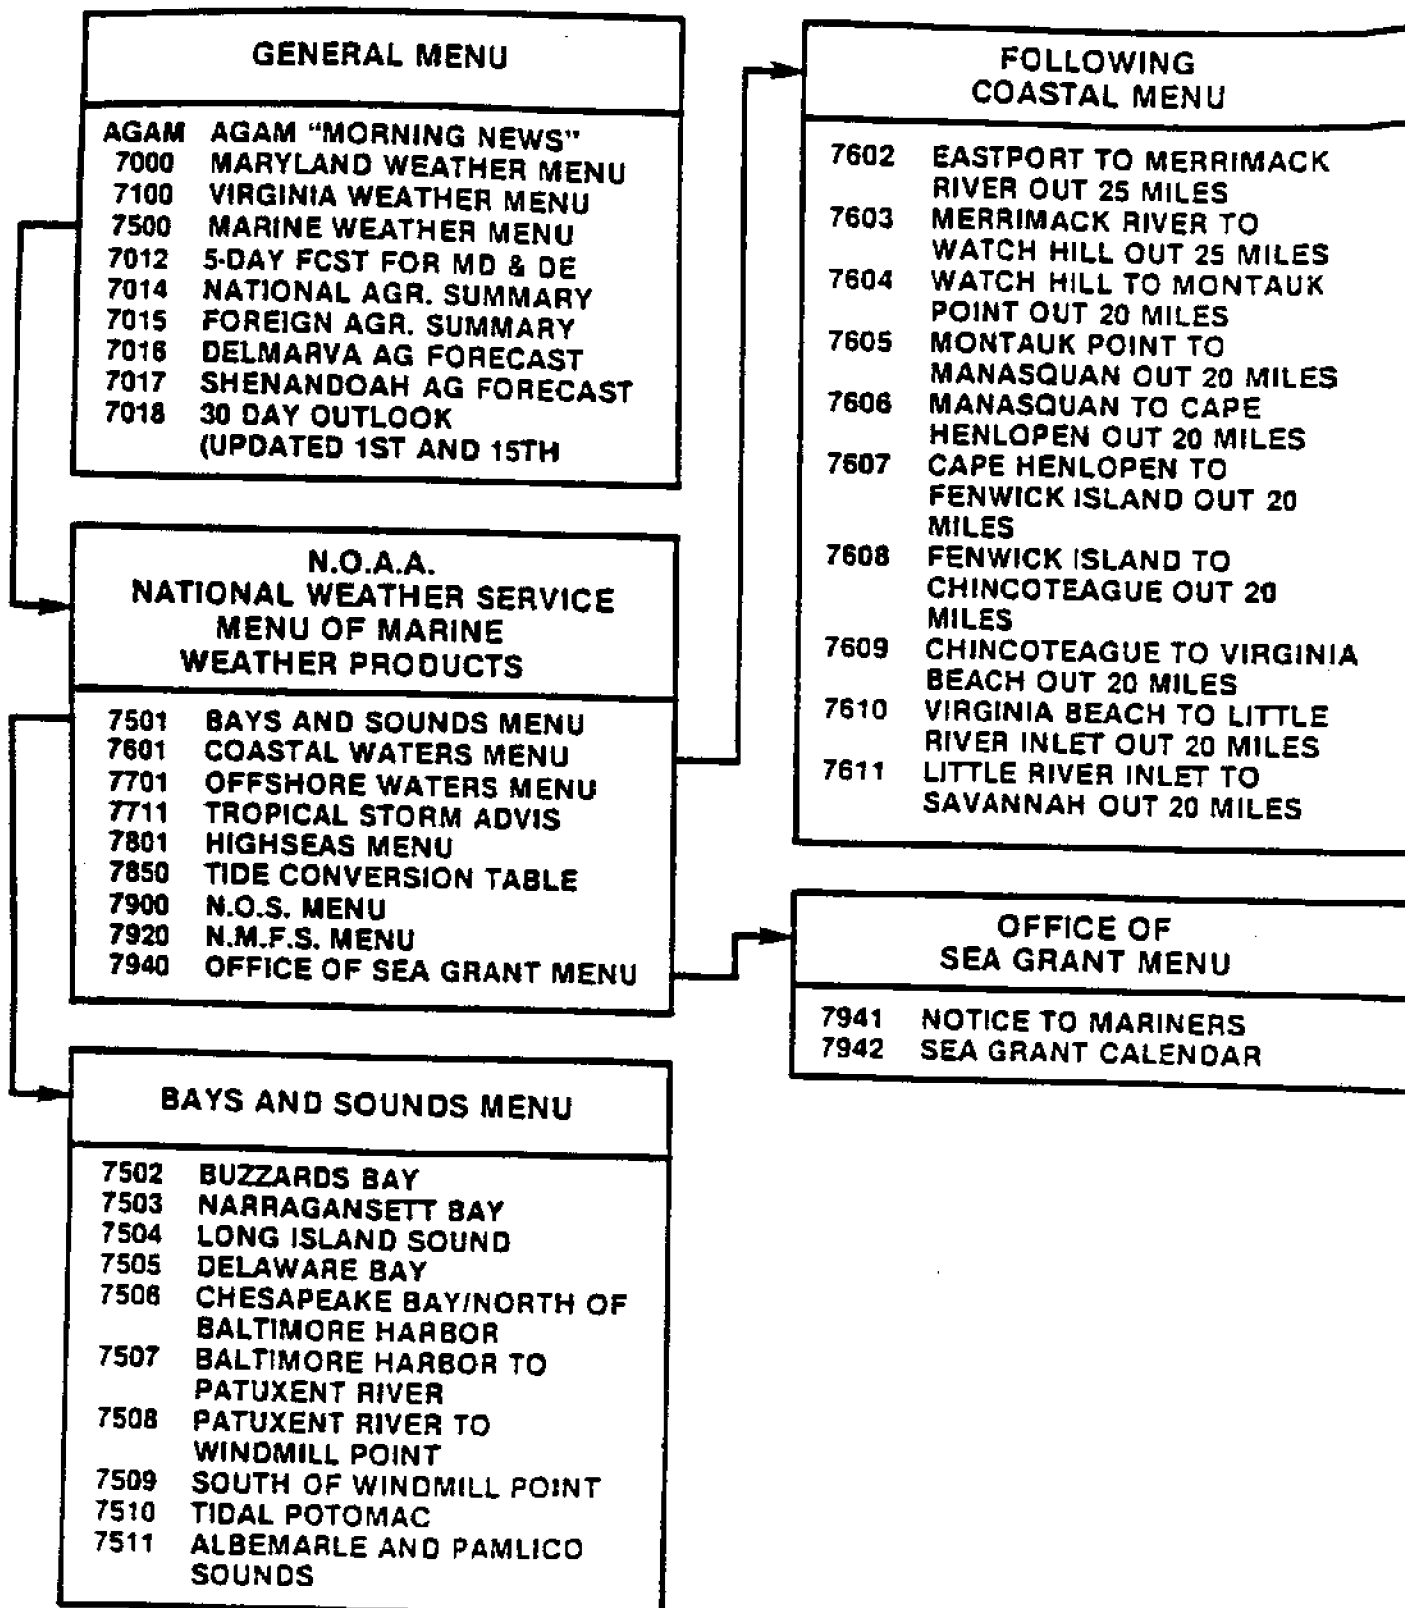 GENERAL MENU
AGAM AGAM "MORNING NEWS"
7000 MARYLAND WEATHER MENU
7100 VIRGINIA WEATHER MENU
7500 MARINE WEATHER MENU
7012 5-DAY FCST FOR MD & DE
7014 NATIONAL AGR. SUMMARY
7015 FOREIGN AGR. SUMMARY
7016 DELMARVA AG FORECAST
7017 SHENANDOAH AG FORECAST
7018 30 DAY OUTLOOK
(UPDATED 1ST AND 15TH
N.O.A.A.
NATIONAL WEATHER SERVICE
MENU OF MARINE
WEATHER PRODUCTS
7501 BAYS AND SOUNDS MENU
7601 COASTAL WATERS MENU
7701 OFFSHORE WATERS MENU
7711 TROPICAL STORM ADVIS
7801 HIGHSEAS MENU
7850 TIDE CONVERSION TABLE
7900 N.O.S. MENU
7920 N.M.F.S. MENU
7940 OFFICE OF SEA GRANT MENU
BAYS AND SOUNDS MENU
7502 BUZZARDS BAY
7503 NARRAGANSETT BAY
7504 LONG ISLAND SOUND
7505 DELAWARE BAY
7506 CHESAPEAKE BAY/NORTH OF
BALTIMORE HARBOR
7507 BALTIMORE HARBOR TO
PATUXENT RIVER
7508 PATUXENT RIVER TO
WINDMILL POINT
7509 SOUTH OF WINDMILL POINT
7510 TIDAL POTOMAC
7511 ALBEMARLE AND PAMLICO
SOUNDS
FOLLOWING
COASTAL MENU
7602 EASTPORT TO MERRIMACK
RIVER OUT 25 MILES
7603 MERRIMACK RIVER TO
WATCH HILL OUT 25 MILES
7604 WATCH HILL TO MONTAUK
POINT OUT 20 MILES
7605 MONTAUK POINT TO
MANASQUAN OUT 20 MILES
7606 MANASQUAN TO CAPE
HENLOPEN OUT 20 MILES
7607 CAPE HENLOPEN TO
FENWICK ISLAND OUT 20
MILES
7608 FENWICK ISLAND TO
CHINCOTEAGUE OUT 20
MILES
7609 CHINCOTEAGUE TO VIRGINIA
BEACH OUT 20 MILES
7610 VIRGINIA BEACH TO LITTLE
RIVER INLET OUT 20 MILES
7611 LITTLE RIVER INLET TO
SAVANNAH OUT 20 MILES
OFFICE OF
SEA GRANT MENU
7941 NOTICE TO MARINERS
7942 SEA GRANT CALENDAR